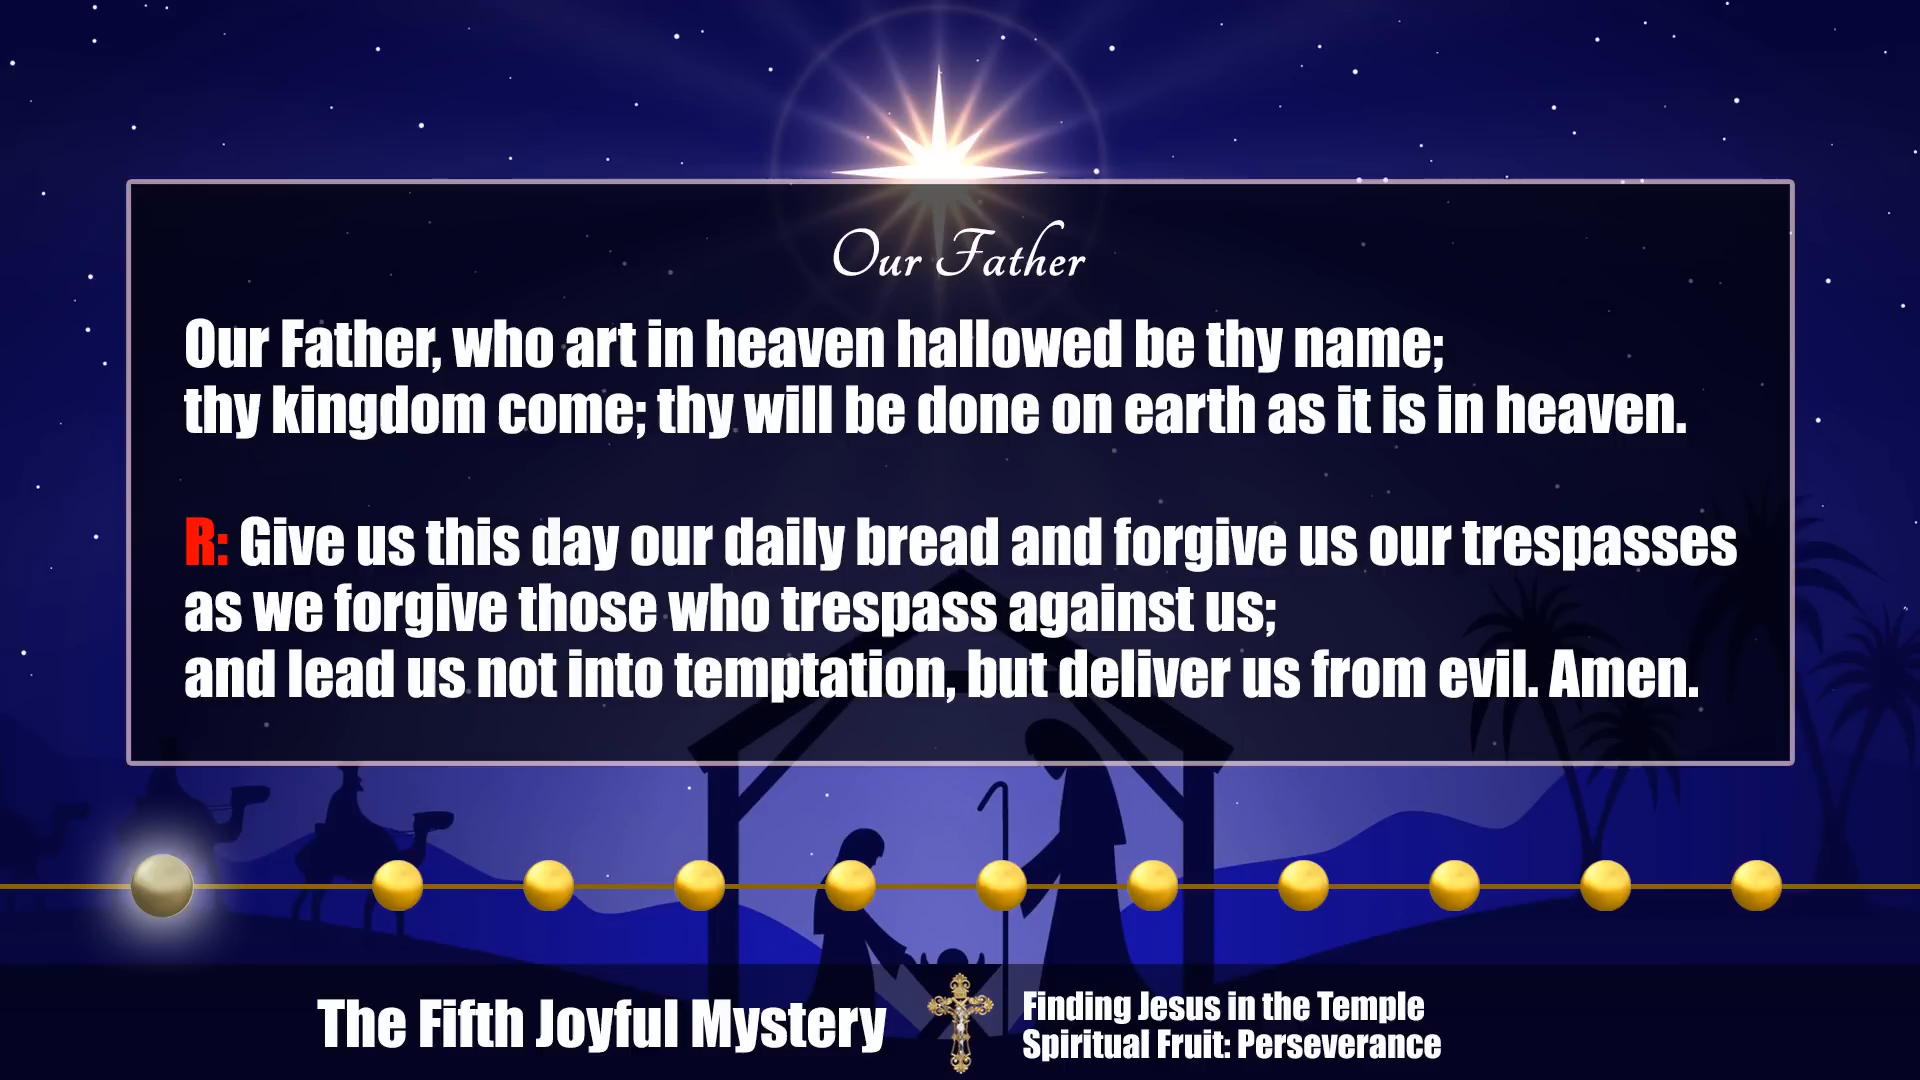 Our Father
Our Father, who art in heaven hallowed be thy name;
thy kingdom come; thy will be done on earth as it is in heaven.
R: Give us this day our daily bread and forgive us our trespasses
as we forgive those who trespass against us;
and lead us not into temptation, but deliver us from evil. Amen.
The Fifth Joyful Mystery
Finding Jesus in the Temple
Spiritual Fruit: Perseverance